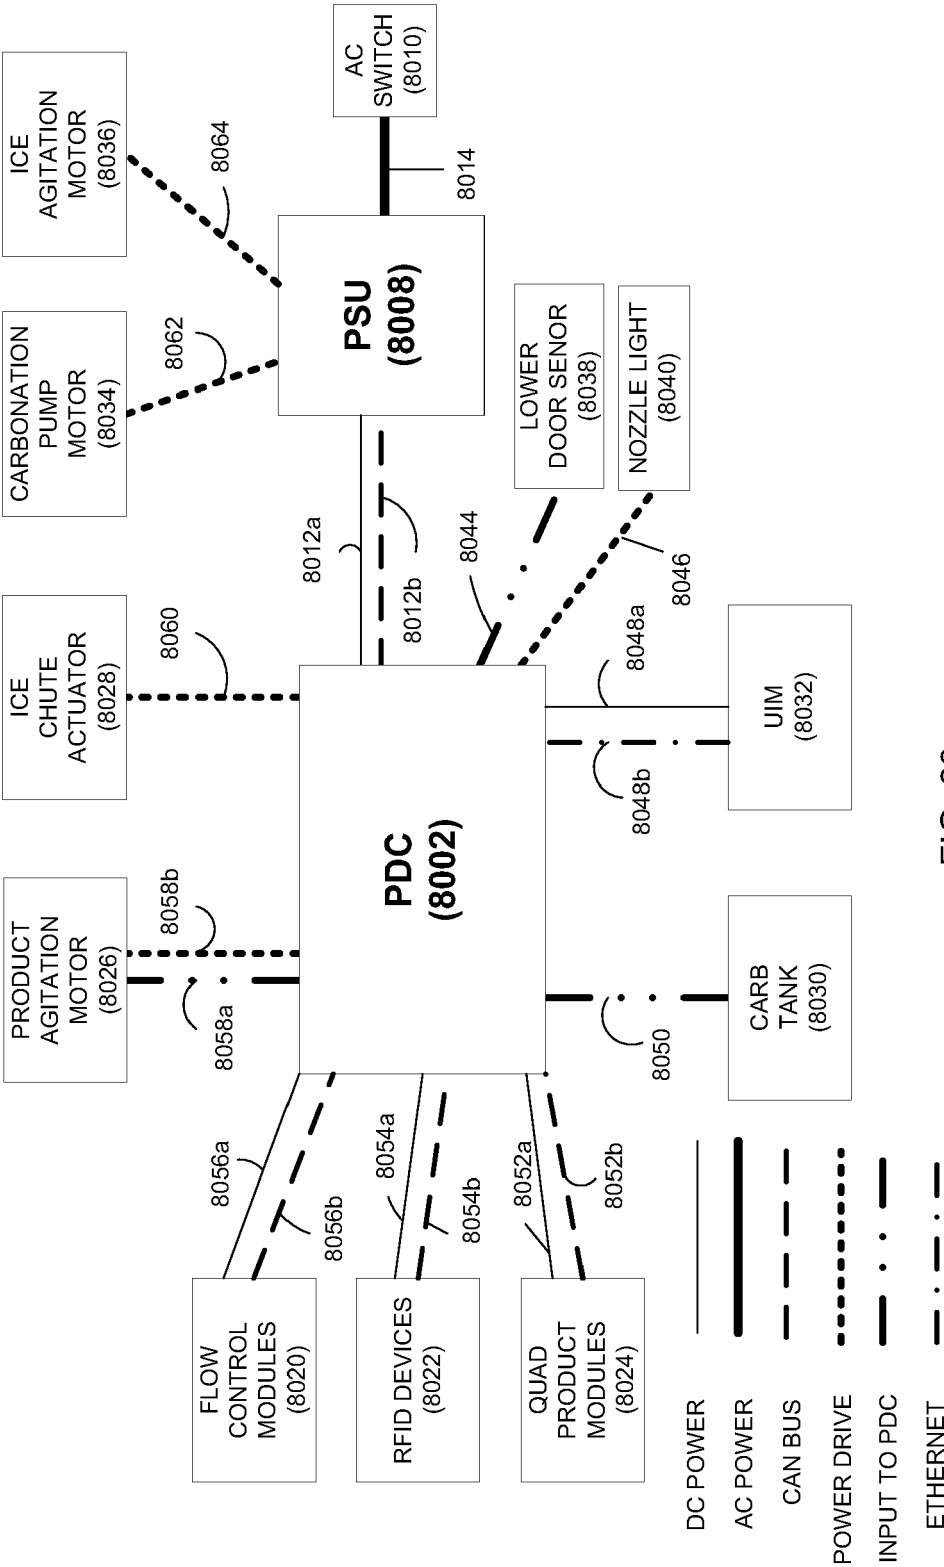 PRODUCT
AGITATION
MOTOR
(8026)
ICE
CHUTE
ACTUATOR
(8028)
CARBONATION
PUMP
MOTOR
(8034)
ICE
AGITATION
MOTOR
(8036)
8058a
8058b
8060
8062
8064
FLOW
CONTROL
MODULES
(8020)
8056a
8056b
RFID DEVICES
(8022)
8054a
8054b
QUAD
PRODUCT
MODULES
(8024)
8052a
8052b
PDC
(8002)
8012a
8012b
PSU
(8008)
8014
AC
SWITCH
(8010)
8044
LOWER
DOOR SENOR
(8038)
8046
NOZZLE LIGHT
(8040)
8050
8048b
8048a
CARB
TANK
(8030)
UIM
(8032)
DC POWER
AC POWER
CAN BUS
POWER DRIVE
INPUT TO PDC
ETHERNET
FIG.